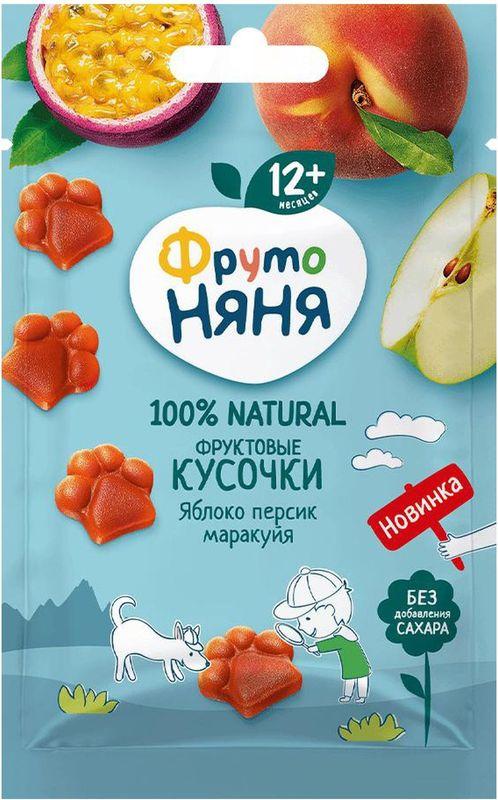 12+
месяцев
Фруто
Няня
100% NATURAL
ФРУКТОВЫЕ
КУСОЧКИ
Яблоко персик
маракуйя
Новинка
БЕЗ
добавления
САХАРА